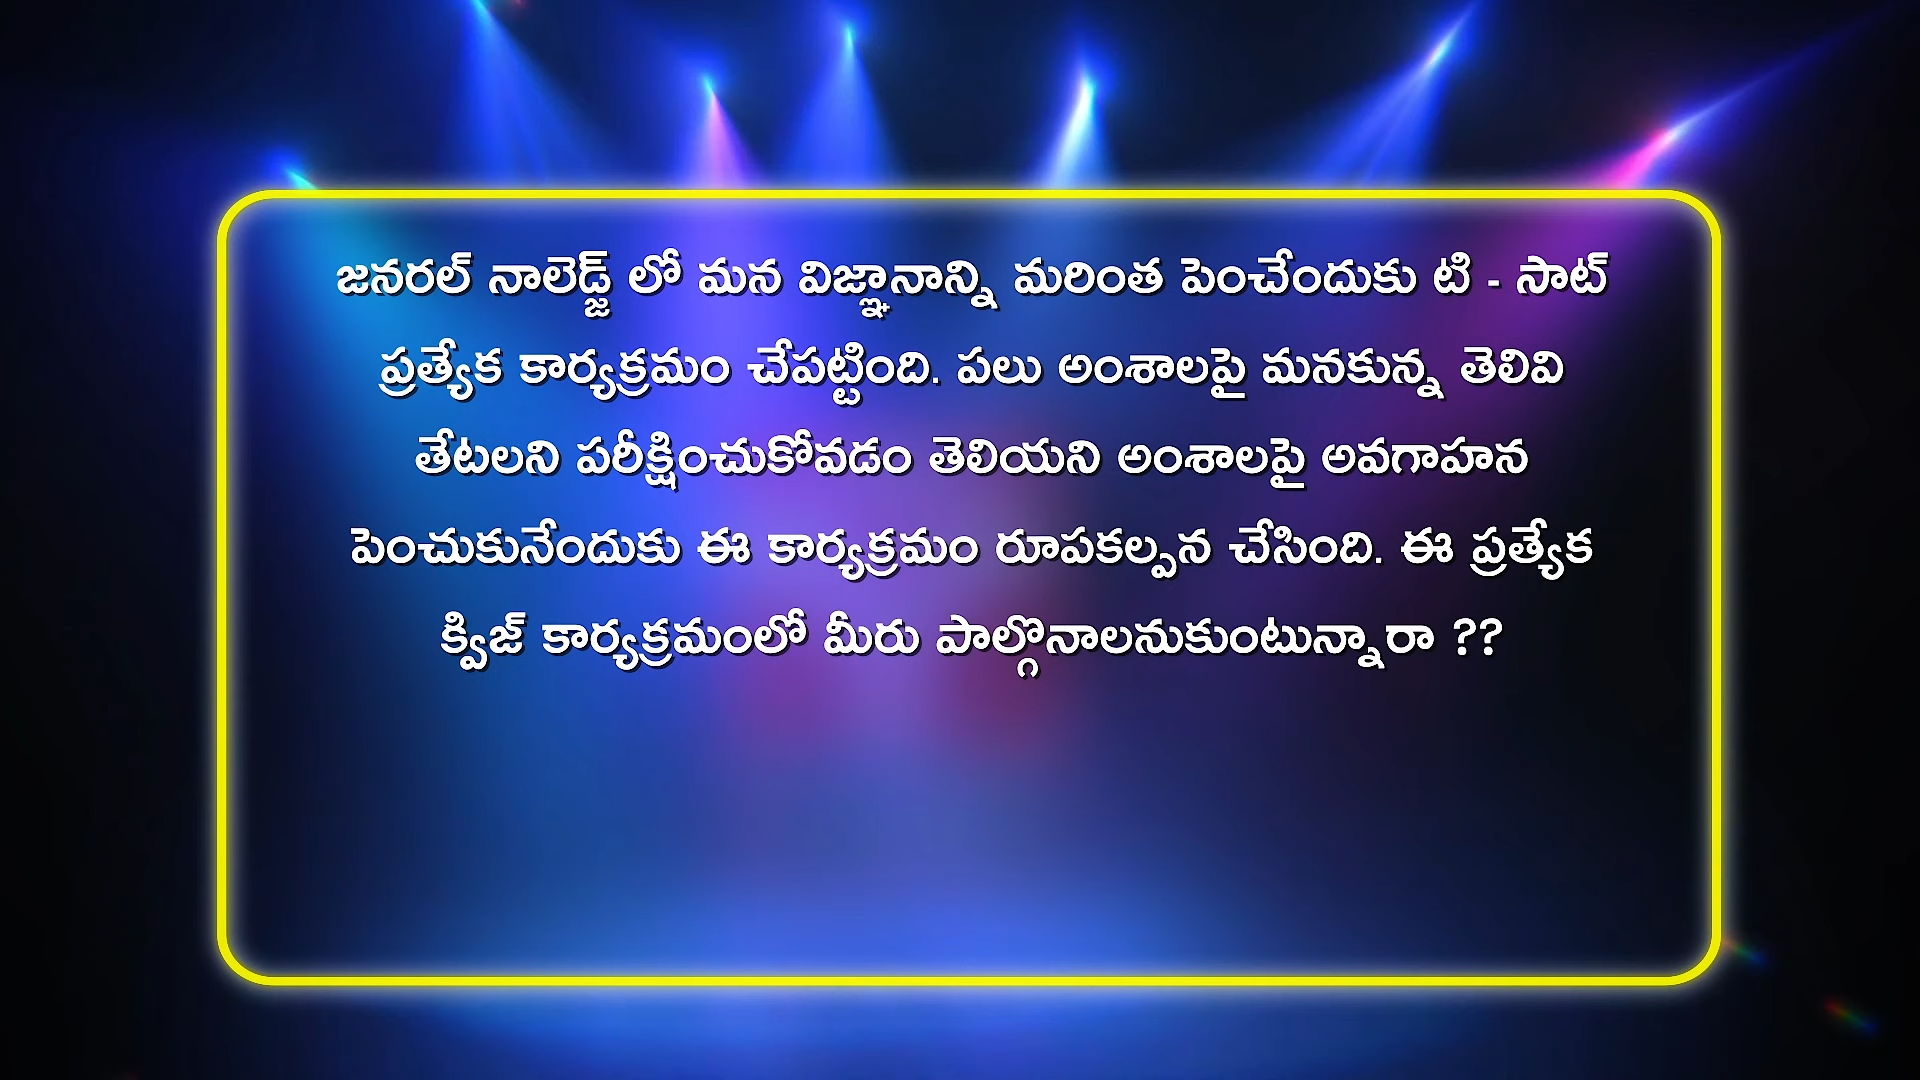 జనరల్ నాలెడ్జ్ లో మన విజ్ఞానాన్ని మరింత పెంచేందుకు టి - సాట్
ప్రత్యేక కార్యక్రమం చేపట్టింది. పలు అంశాలపై మనకున్న తెలివి
తేటలని పరీక్షించుకోవడం తెలియని అంశాలపై అవగాహన
పెంచుకునేందుకు ఈ కార్యక్రమం రూపకల్పన చేసింది. ఈ ప్రత్యేక
క్విజ్ కార్యక్రమంలో మీరు పాల్గొనాలనుకుంటున్నారా ??